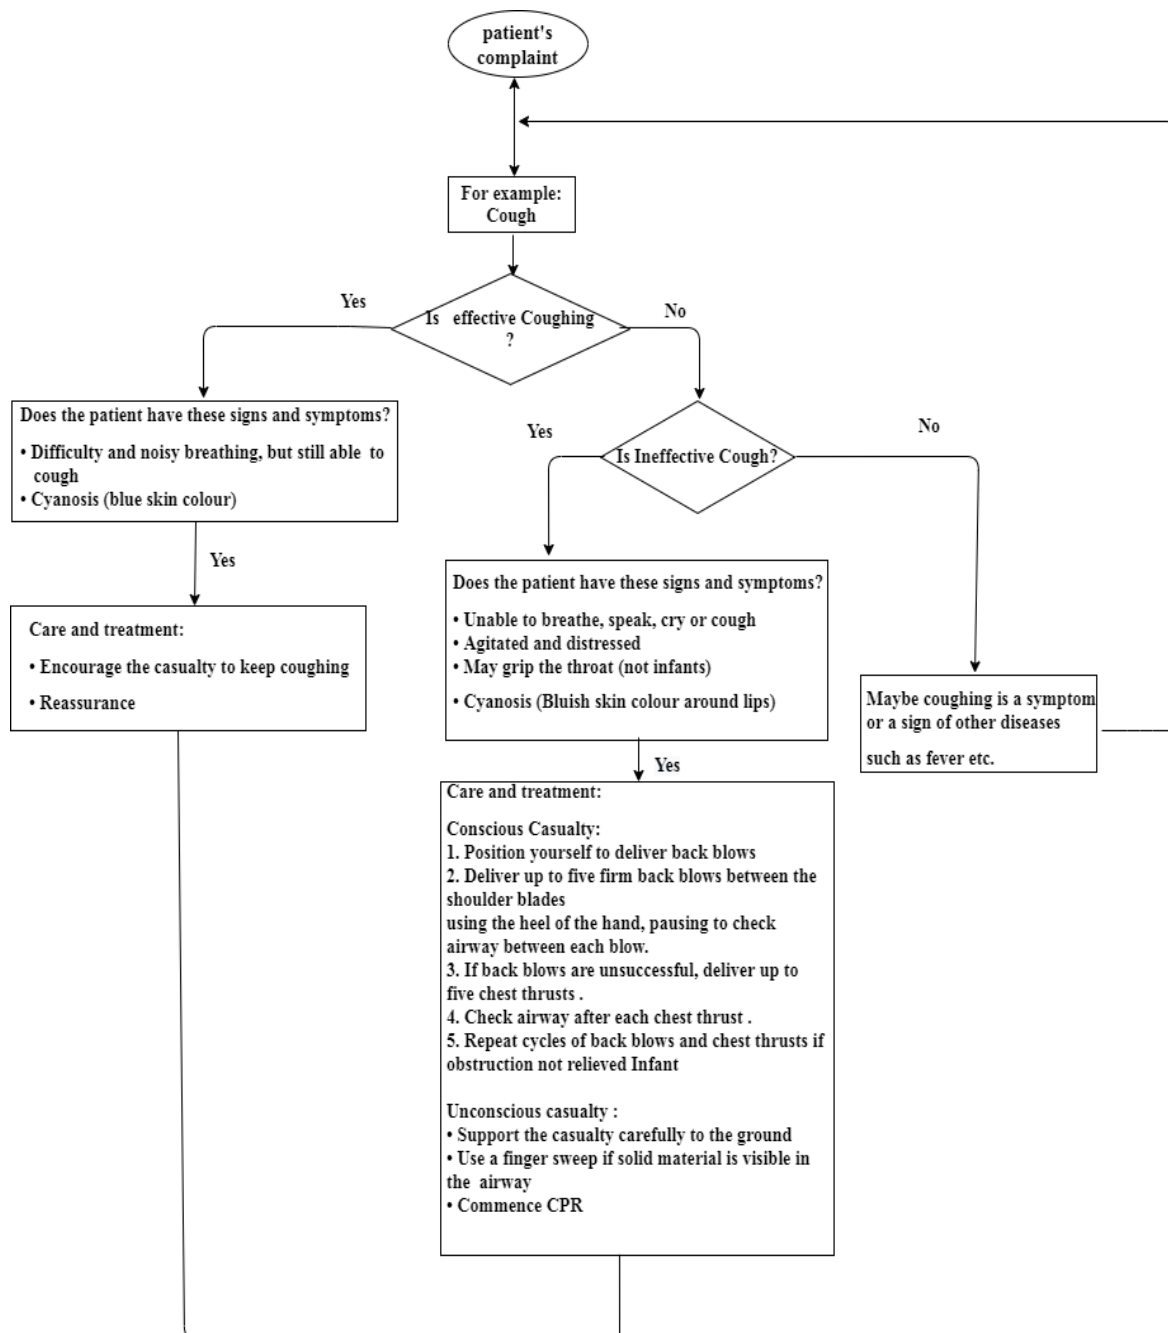 patient's
complaint
For example:
Cough
Is effective Coughing
?
Yes
No
Does the patient have these signs and symptoms?
• Difficulty and noisy breathing, but still able to
cough
• Cyanosis (blue skin colour)
Yes
Care and treatment:
• Encourage the casualty to keep coughing
• Reassurance
Is Ineffective Cough?
Yes
No
Does the patient have these signs and symptoms?
• Unable to breathe, speak, cry or cough
• Agitated and distressed
• May grip the throat (not infants)
• Cyanosis (Bluish skin colour around lips)
Yes
Care and treatment:
Conscious Casualty:
1. Position yourself to deliver back blows
2. Deliver up to five firm back blows between the
shoulder blades
using the heel of the hand, pausing to check
airway between each blow.
3. If back blows are unsuccessful, deliver up to
five chest thrusts .
4. Check airway after each chest thrust .
5. Repeat cycles of back blows and chest thrusts if
obstruction not relieved Infant
Unconscious casualty :
• Support the casualty carefully to the ground
• Use a finger sweep if solid material is visible in
the airway
• Commence CPR
Maybe coughing is a symptom
or a sign of other diseases
such as fever etc.